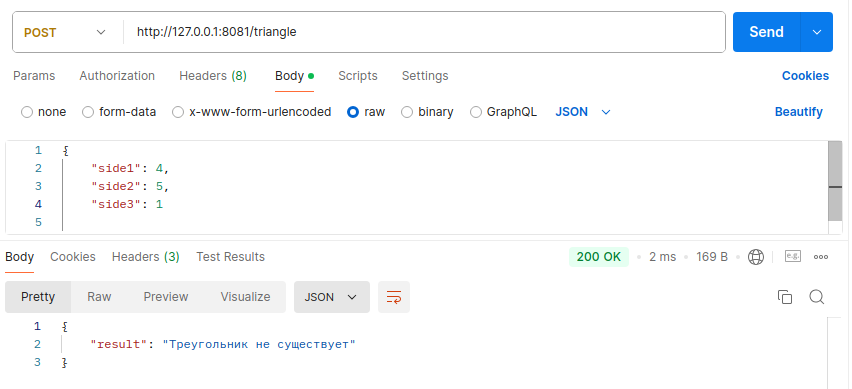 POST http://127.0.0.1:8081/triangle Send
Params Authorization Headers (8) Body Scripts Settings Cookies
none form-data x-www-form-urlencoded raw binary GraphQL JSON Beautify
1 {
2 "side1": 4,
3 "side2": 5,
4 "side3": 1
5
Body Cookies Headers (3) Test Results 200 OK 2 ms 169 B e.g.
Pretty Raw Preview Visualize JSON
1 {
2 "result": "Треугольник не существует"
3 }